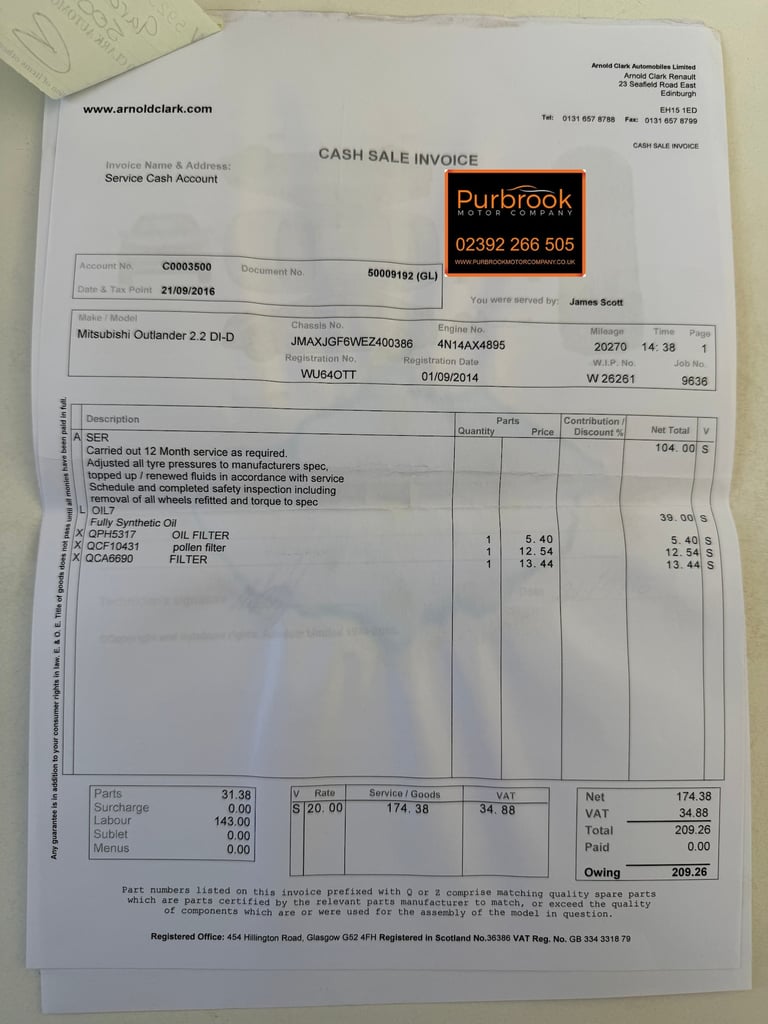 www.arnoldclark.com
Arnold Clark Automobiles Limited
Arnold Clark Renault
23 Seafield Road East
Edinburgh
EH15 1ED
Tel: 0131 657 8788 Fax: 0131 657 8799
CASH SALE INVOICE
CASH SALE INVOICE
Invoice Name & Address:
Service Cash Account
Purbrook
MOTOR COMPANY
02392 266 505
WWW.PURBROOKMOTORCOMPANY.CO.UK
Account No. C0003500 Document No. 50009192 (GL)
Date & Tax Point 21/09/2016
You were served by: James Scott
Make / Model Chassis No. Engine No. Mileage Time Page
Mitsubishi Outlander 2.2 DI-D JMAXJGF6WEZ400386 4N14AX4895 20270 14:38 1
Registration No. Registration Date W.I.P. No. Job No.
WU64OTT 01/09/2014 W 26261 9636
Description Parts Quantity Price Contribution / Discount % Net Total V
A SER 104.00 S
Carried out 12 Month service as required.
Adjusted all tyre pressures to manufacturers spec,
topped up / renewed fluids in accordance with service
Schedule and completed safety inspection including
removal of all wheels refitted and torque to spec
L OIL7 39.00 S
Fully Synthetic Oil
X QPH5317 OIL FILTER 1 5.40 5.40 S
X QCF10431 pollen filter 1 12.54 12.54 S
X QCA6690 FILTER 1 13.44 13.44 S
Any guarantee is in addition to your consumer rights in law. E. & O. E. Title of goods does not pass until all monies have been paid in full.
Parts 31.38
Surcharge 0.00
Labour 143.00
Sublet 0.00
Menus 0.00
V Rate Service / Goods VAT
S 20.00 174.38 34.88
Net 174.38
VAT 34.88
Total 209.26
Paid 0.00
Owing 209.26
Part numbers listed on this invoice prefixed with Q or Z comprise matching quality spare parts
which are parts certified by the relevant parts manufacturer to match, or exceed the quality
of components which are or were used for the assembly of the model in question.
Registered Office: 454 Hillington Road, Glasgow G52 4FH Registered in Scotland No.36386 VAT Reg. No. GB 334 3318 79